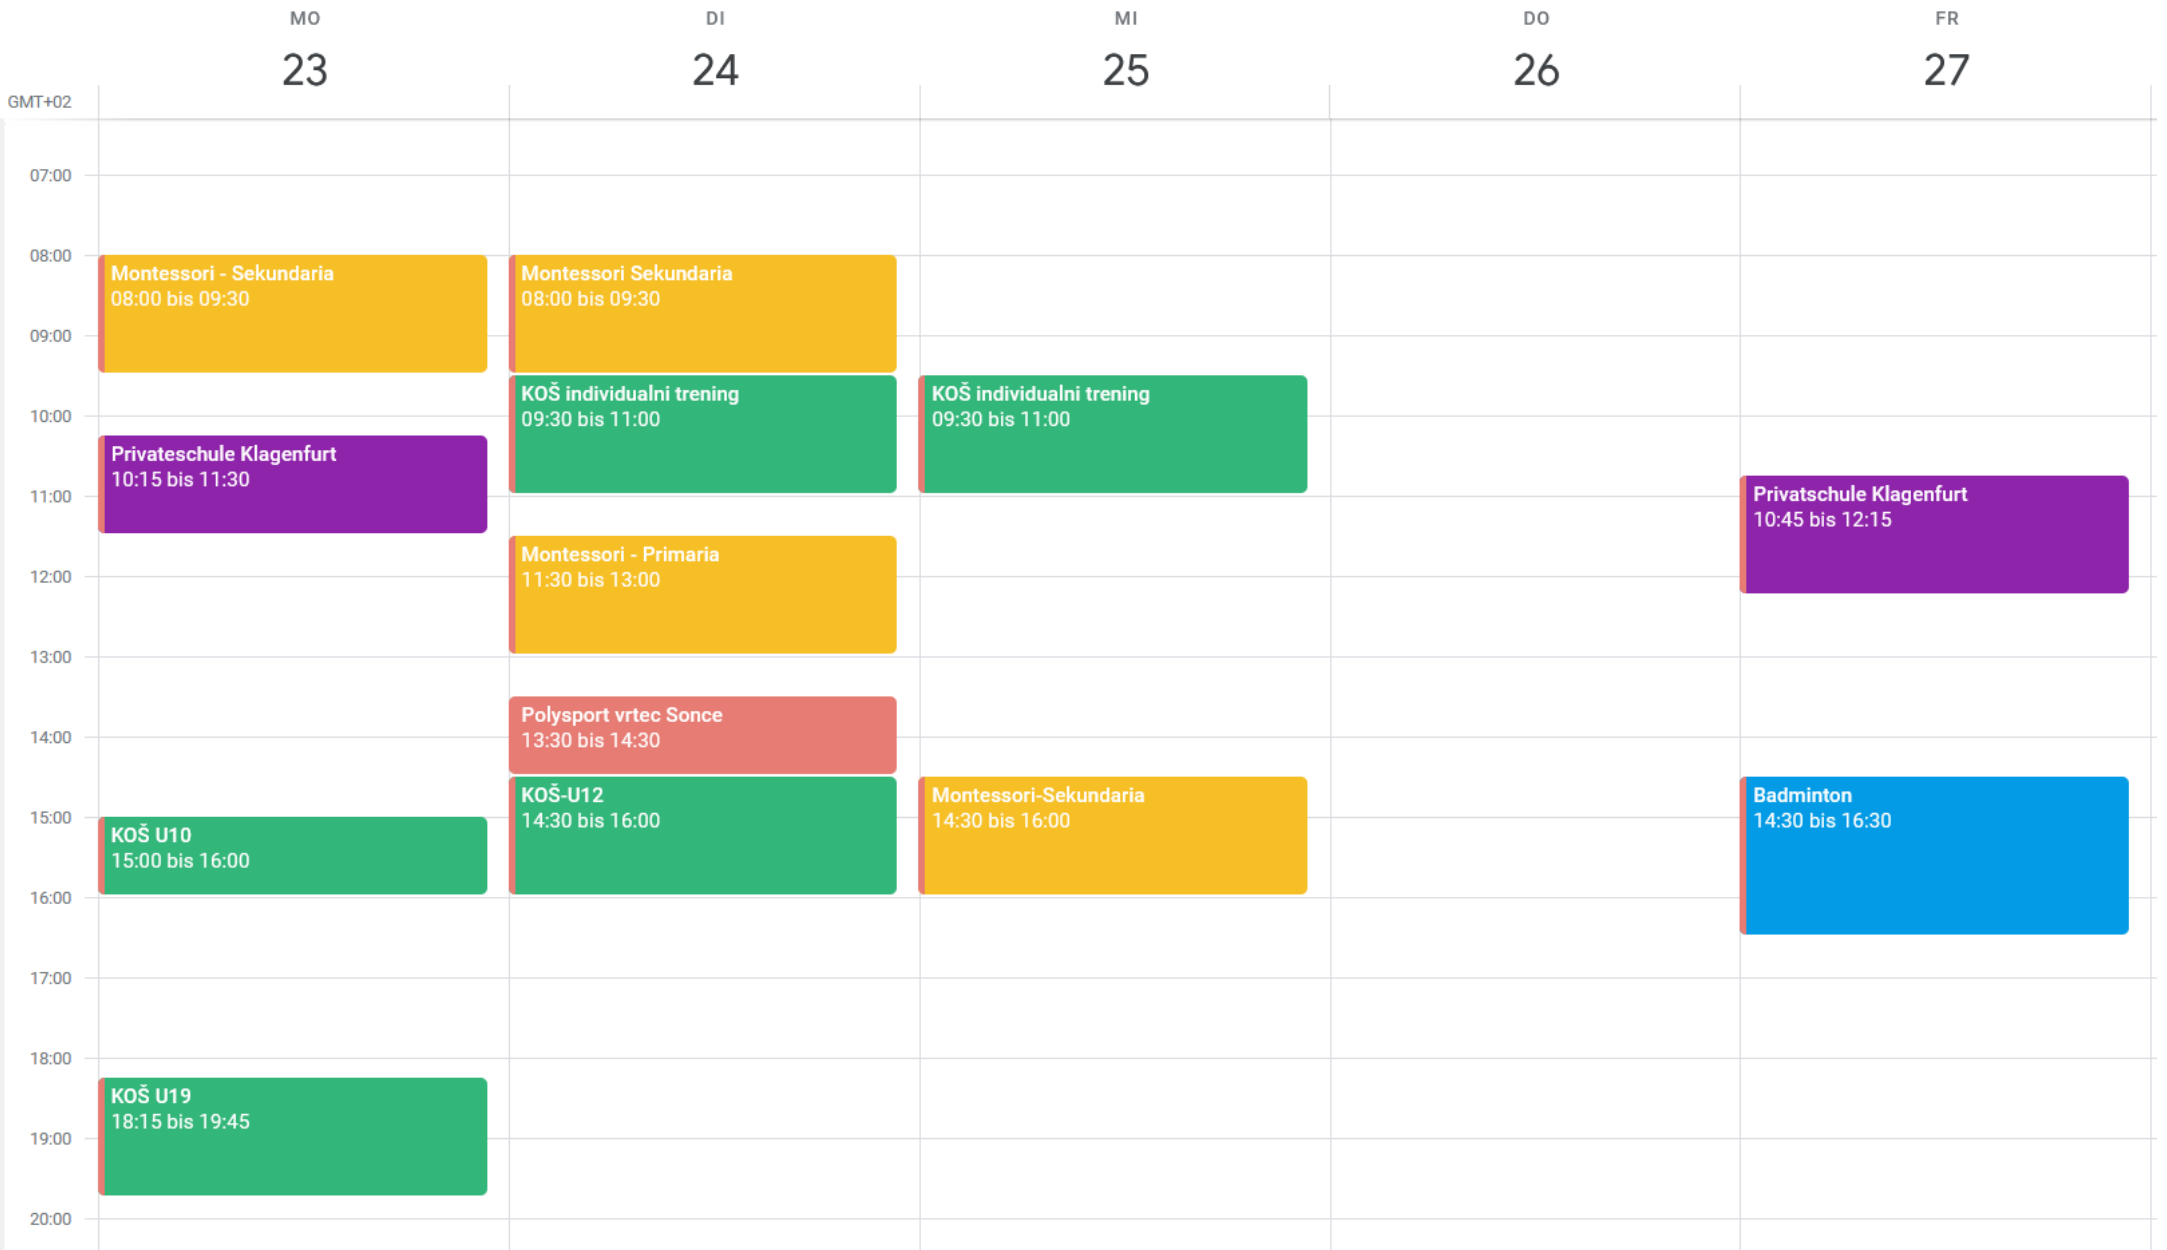 MO
DI
MI
DO
FR
23
24
25
26
27
GMT+02
07:00
08:00
09:00
10:00
11:00
12:00
13:00
14:00
15:00
16:00
17:00
18:00
19:00
20:00
Montessori - Sekundaria
08:00 bis 09:30
Privateschule Klagenfurt
10:15 bis 11:30
KOŠ U10
15:00 bis 16:00
KOŠ U19
18:15 bis 19:45
Montessori Sekundaria
08:00 bis 09:30
KOŠ individualni trening
09:30 bis 11:00
Montessori - Primaria
11:30 bis 13:00
Polysport vrtec Sonce
13:30 bis 14:30
KOŠ-U12
14:30 bis 16:00
KOŠ individualni trening
09:30 bis 11:00
Montessori-Sekundaria
14:30 bis 16:00
Privatschule Klagenfurt
10:45 bis 12:15
Badminton
14:30 bis 16:30